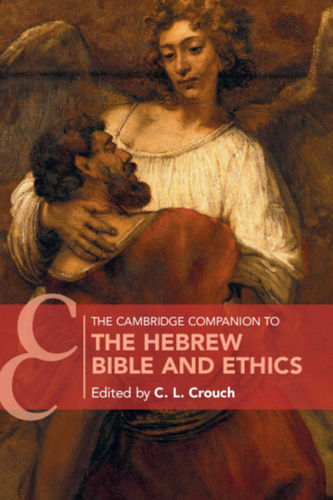 THE CAMBRIDGE COMPANION TO
THE HEBREW
BIBLE AND ETHICS
Edited by C. L. Crouch